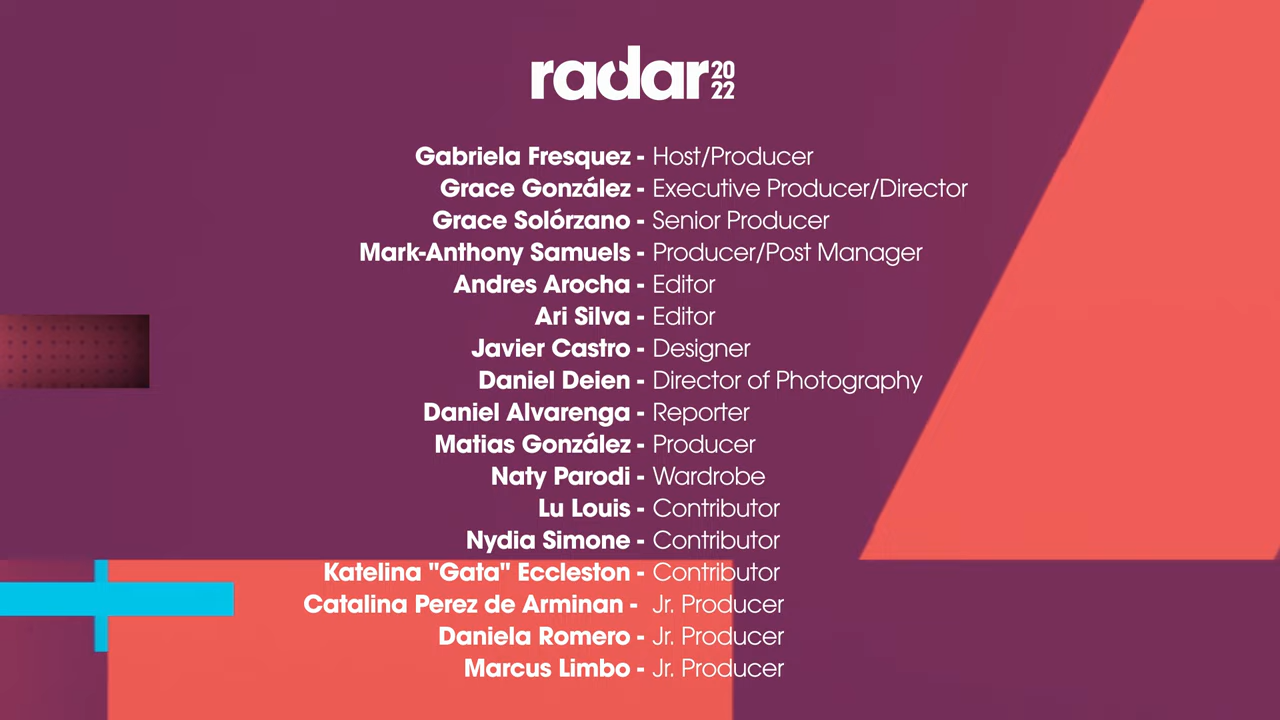 radar 20 22
Gabriela Fresquez - Host/Producer
Grace González - Executive Producer/Director
Grace Solórzano - Senior Producer
Mark-Anthony Samuels - Producer/Post Manager
Andres Arocha - Editor
Ari Silva - Editor
Javier Castro - Designer
Daniel Deien - Director of Photography
Daniel Alvarenga - Reporter
Matias González - Producer
Naty Parodi - Wardrobe
Lu Louis - Contributor
Nydia Simone - Contributor
Katelina "Gata" Eccleston - Contributor
Catalina Perez de Arminan - Jr. Producer
Daniela Romero - Jr. Producer
Marcus Limbo - Jr. Producer